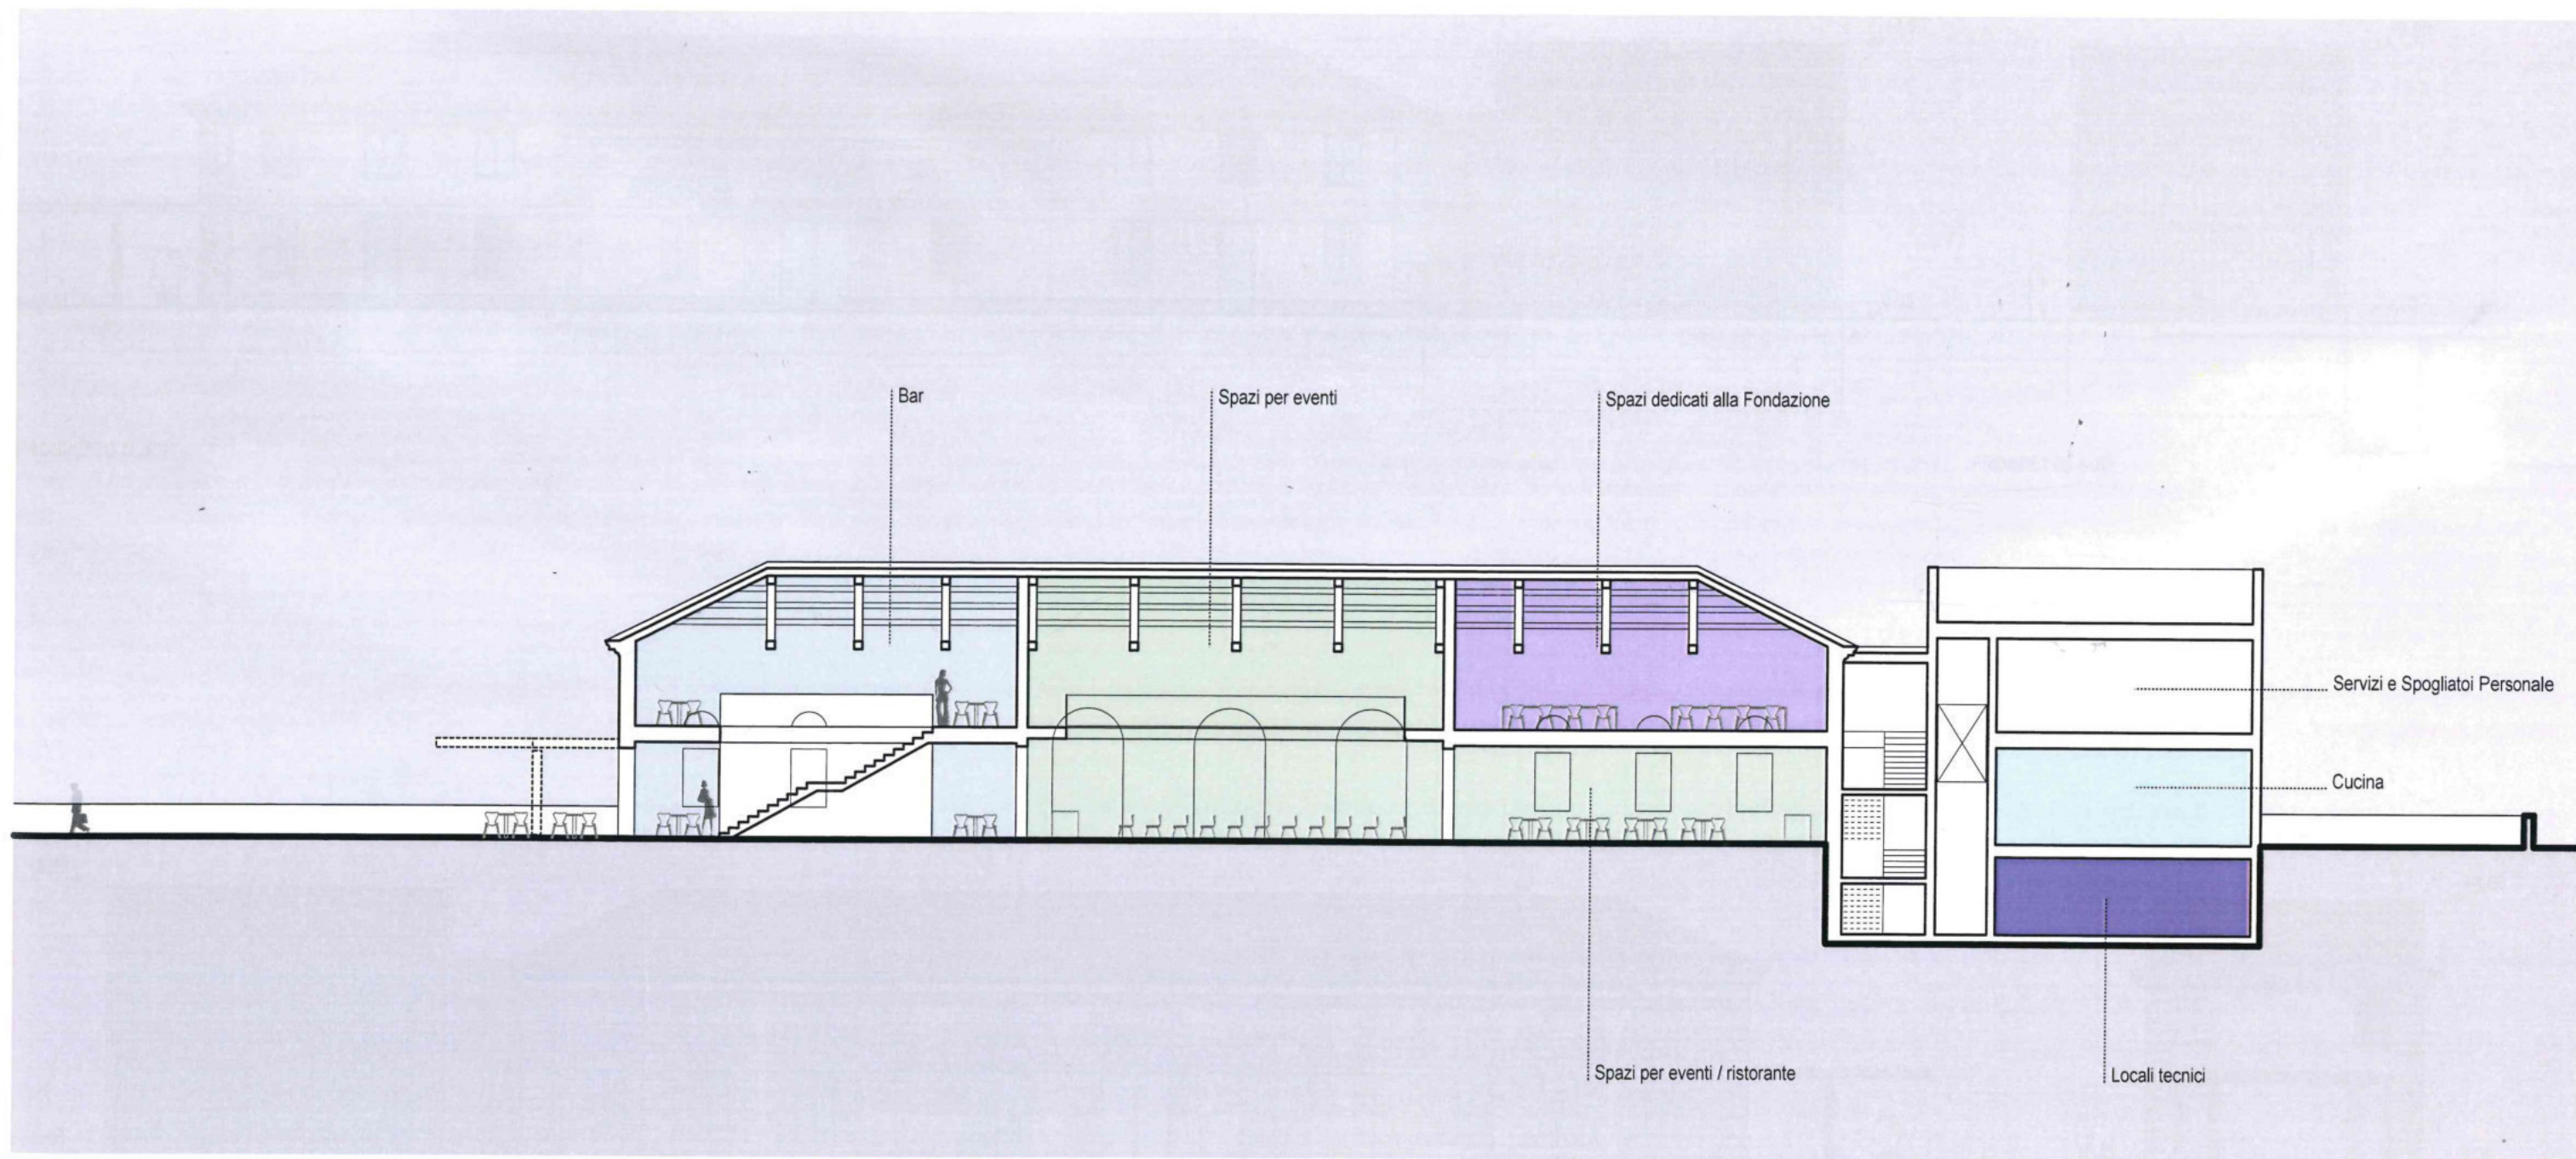 Bar
Spazi per eventi
Spazi dedicati alla Fondazione
Servizi e Spogliatoi Personale
Cucina
Spazi per eventi / ristorante
Locali tecnici